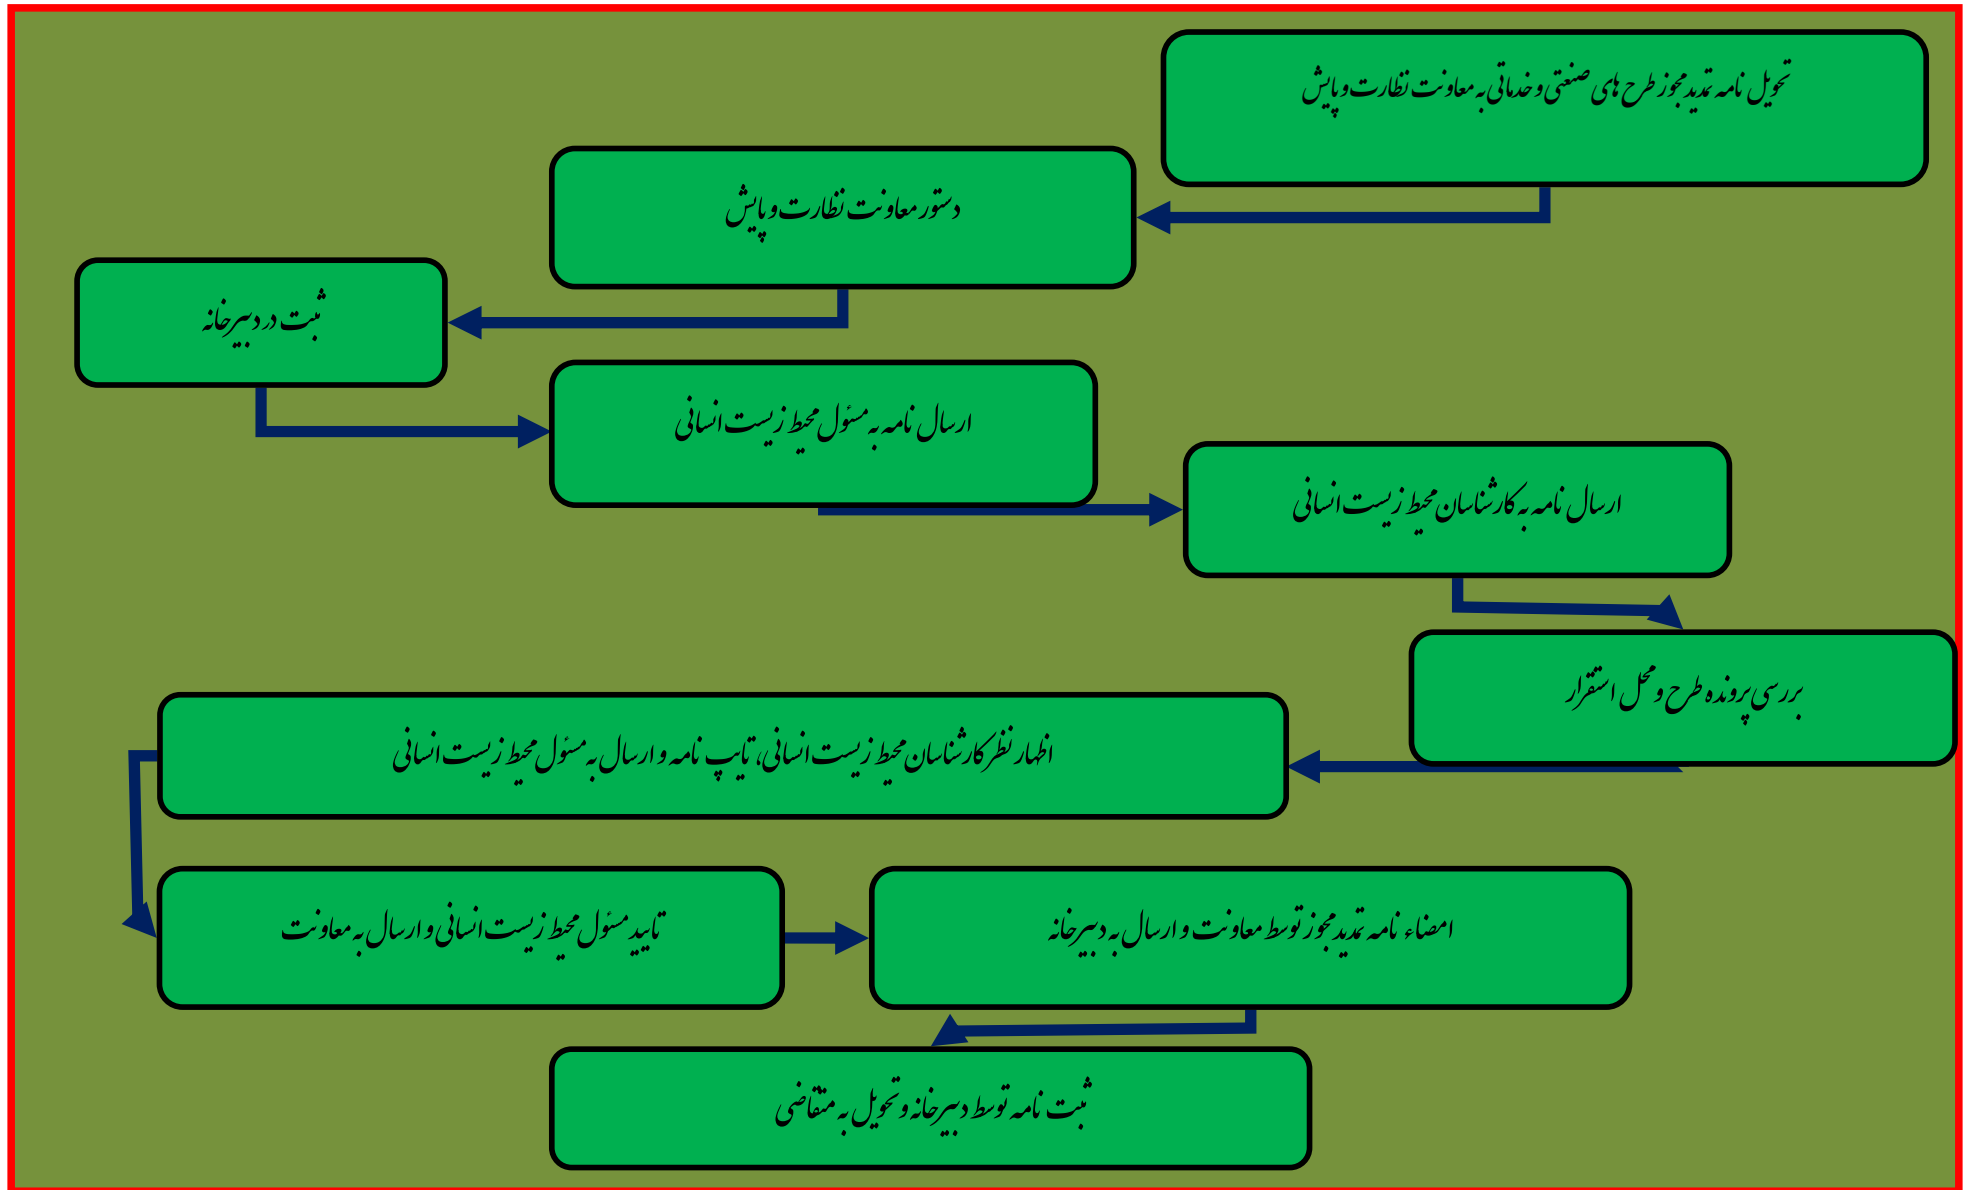 تحویل نامه تمدید مجوز طرح های صنعتی و خدماتی به معاونت نظارت و پایش
دستور معاونت نظارت و پایش
ثبت در دبیرخانه
ارسال نامه به مسئول محیط زیست انسانی
ارسال نامه به کارشناسان محیط زیست انسانی
بررسی پرونده طرح و محل استقرار
اظهار نظر کارشناسان محیط زیست انسانی، تایپ نامه و ارسال به مسئول محیط زیست انسانی
تایید مسئول محیط زیست انسانی و ارسال به معاونت
امضاء نامه تمدید مجوز توسط معاونت و ارسال به دبیرخانه
ثبت نامه توسط دبیرخانه و تحویل به متقاضی